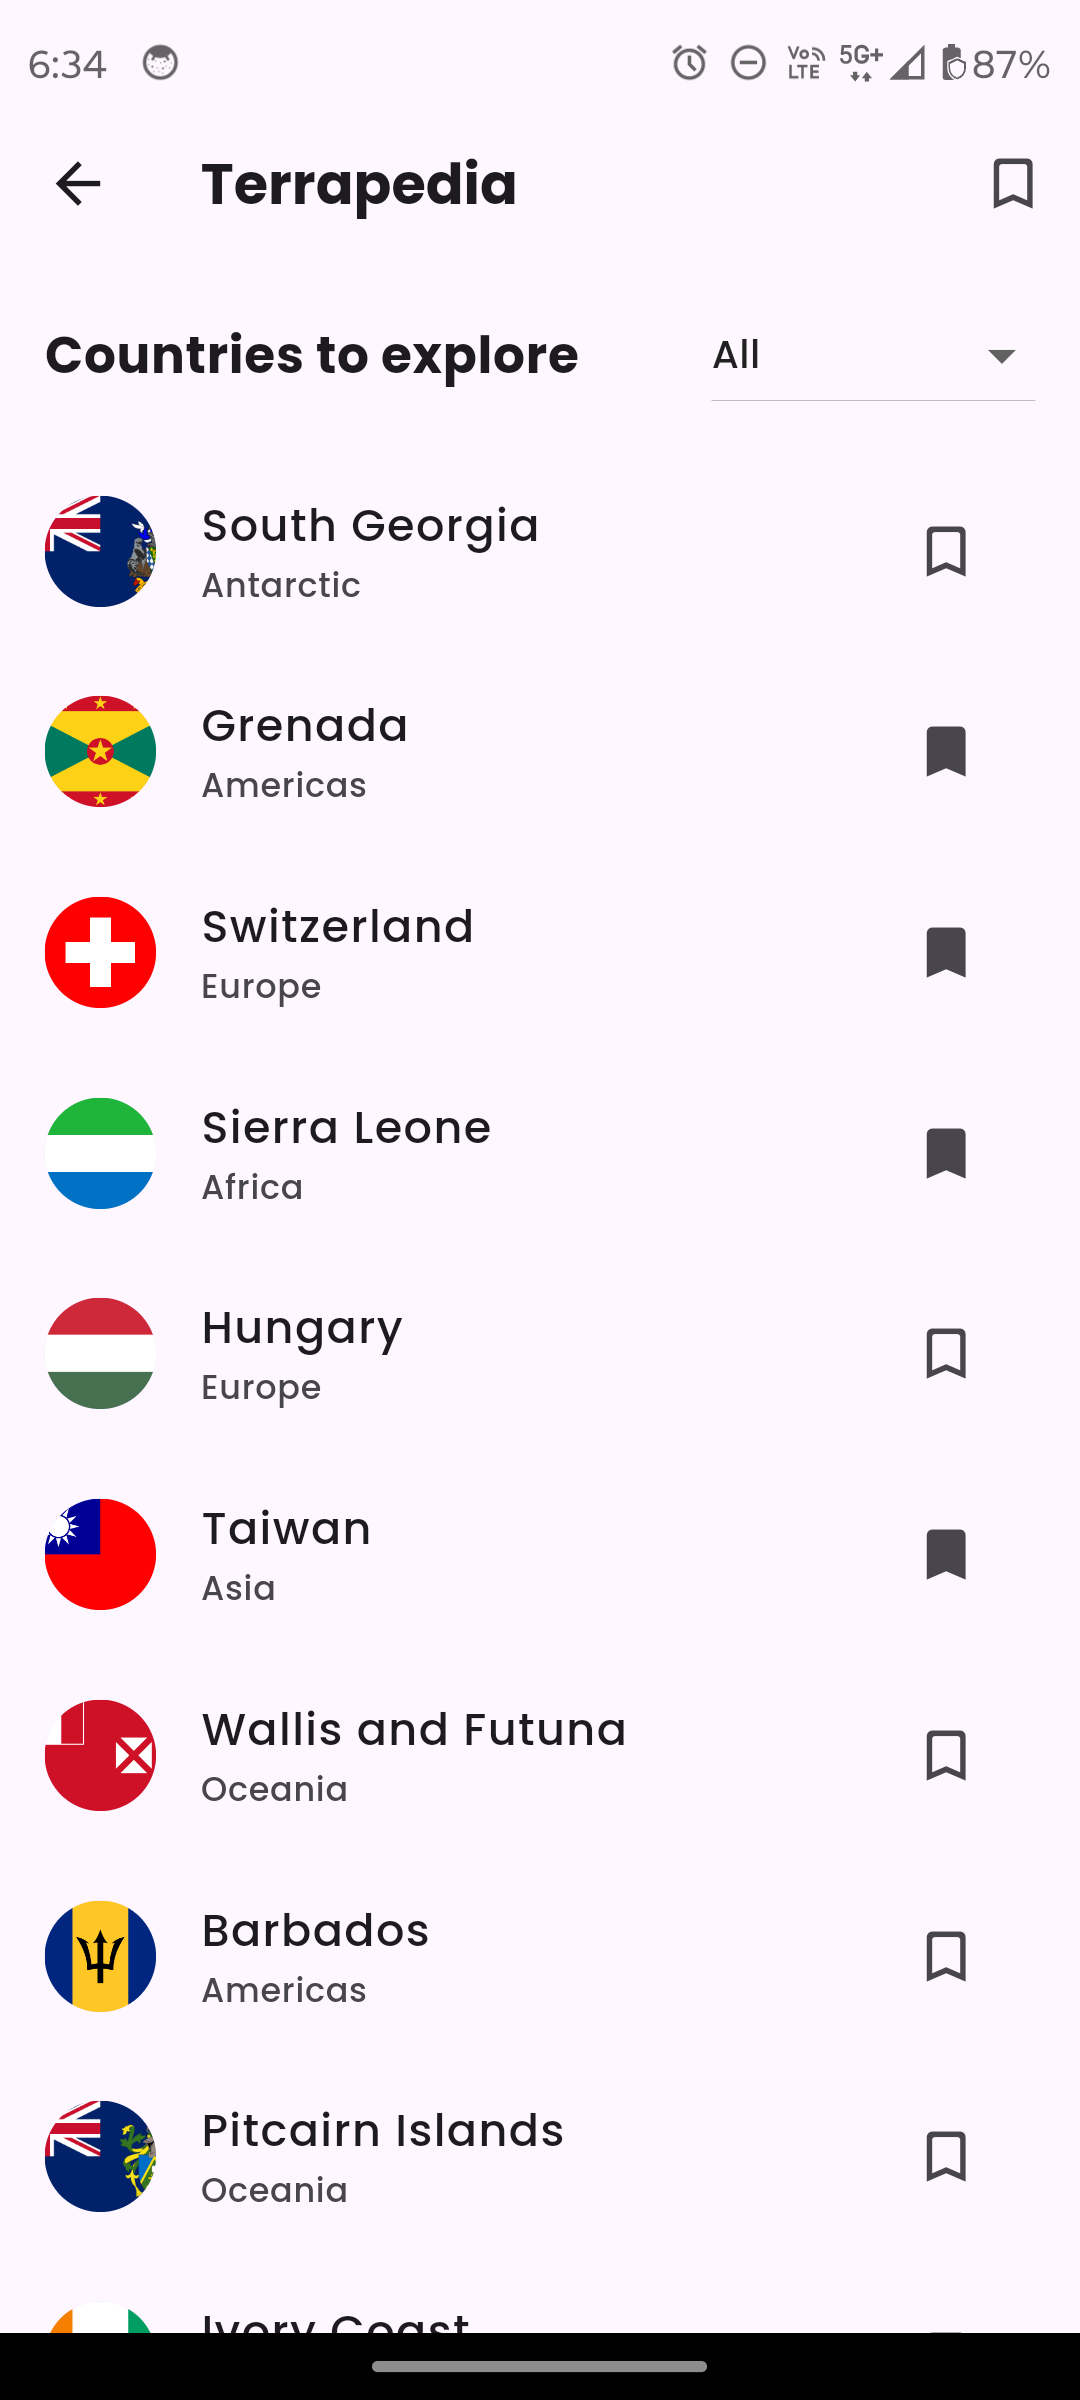 6:34 Vo LTE 5G+ 87%
Terrapedia
Countries to explore All
South Georgia
Antarctic
Grenada
Americas
Switzerland
Europe
Sierra Leone
Africa
Hungary
Europe
Taiwan
Asia
Wallis and Futuna
Oceania
Barbados
Americas
Pitcairn Islands
Oceania
Ivory Coast